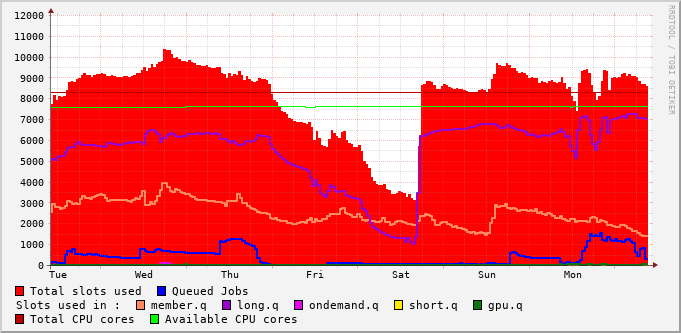 RRDTOOL / TOBI OETIKER
12000
11000
10000
9000
8000
7000
6000
5000
4000
3000
2000
1000
0
Tue Wed Thu Fri Sat Sun Mon
Total slots used Queued Jobs
Slots used in : member.q long.q ondemand.q short.q gpu.q
Total CPU cores Available CPU cores